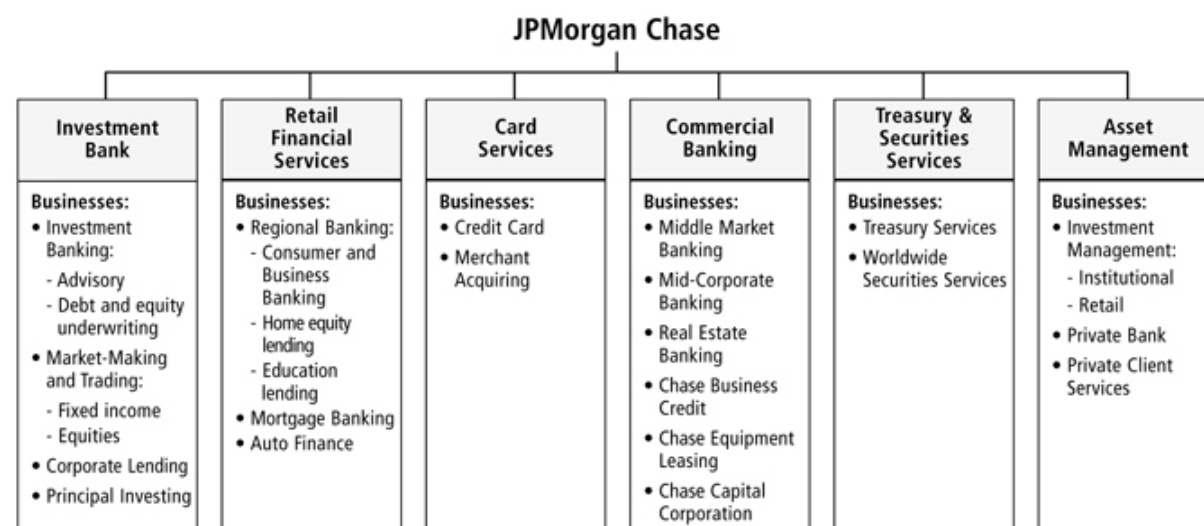 JPMorgan Chase
Investment
Bank
Businesses:
• Investment
Banking:
- Advisory
- Debt and equity
underwriting
• Market-Making
and Trading:
- Fixed income
- Equities
• Corporate Lending
• Principal Investing
Retail
Financial
Services
Businesses:
• Regional Banking:
- Consumer and
Business
Banking
- Home equity
lending
- Education
lending
• Mortgage Banking
• Auto Finance
Card
Services
Businesses:
• Credit Card
• Merchant
Acquiring
Commercial
Banking
Businesses:
• Middle Market
Banking
• Mid-Corporate
Banking
• Real Estate
Banking
• Chase Business
Credit
• Chase Equipment
Leasing
• Chase Capital
Corporation
Treasury &
Securities
Services
Businesses:
• Treasury Services
• Worldwide
Securities Services
Asset
Management
Businesses:
• Investment
Management:
- Institutional
- Retail
• Private Bank
• Private Client
Services